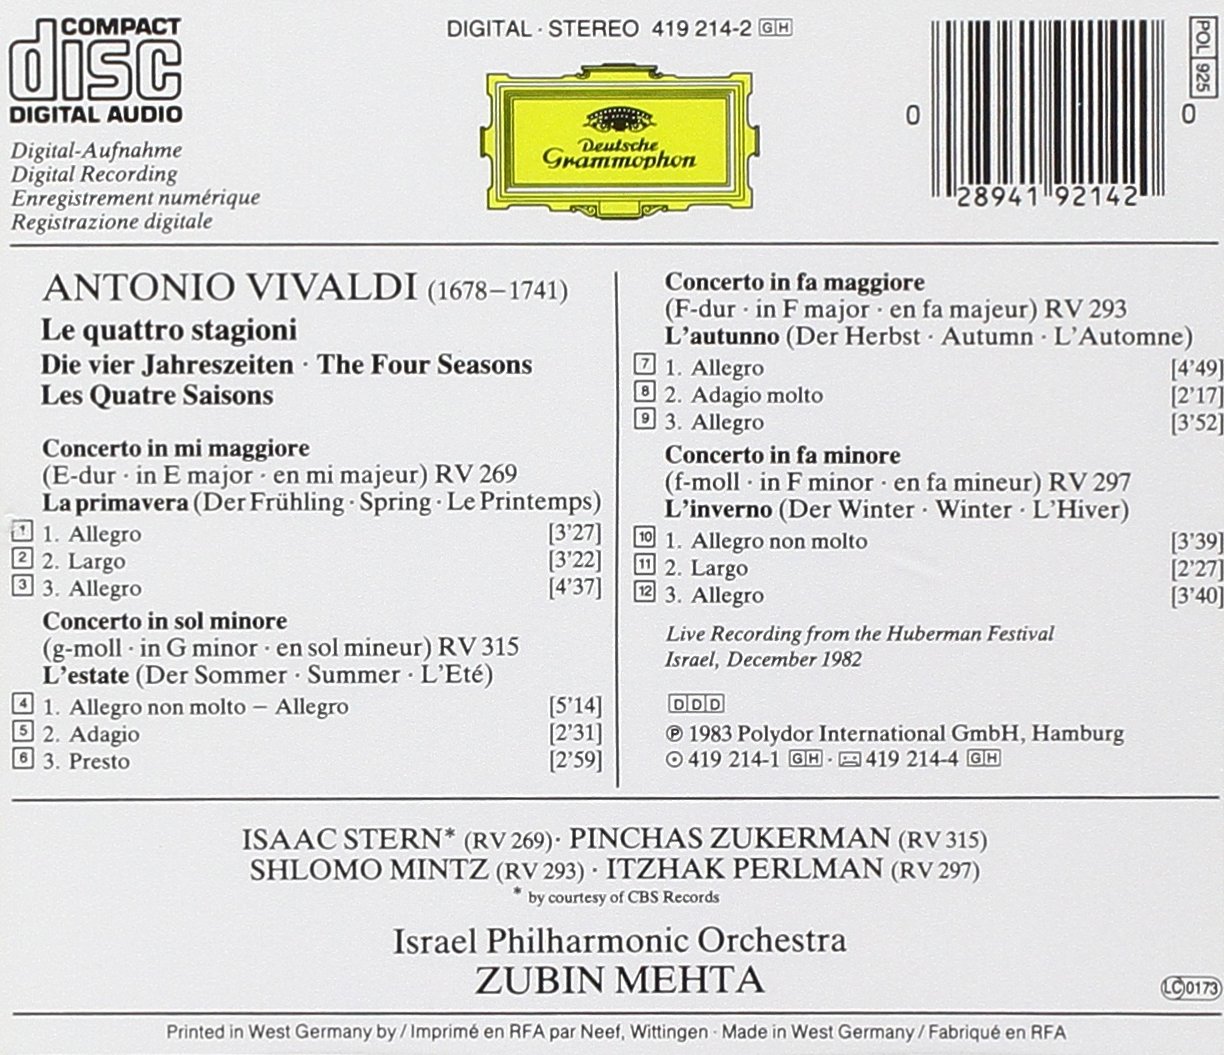 COMPACT
disc
DIGITAL AUDIO
Digital-Aufnahme
Digital Recording
Enregistrement numérique
Registrazione digitale
DIGITAL · STEREO 419 214-2 GH
Deutsche
Grammophon
0 28941 92142 0
POL 925
ANTONIO VIVALDI (1678–1741)
Le quattro stagioni
Die vier Jahreszeiten · The Four Seasons
Les Quatre Saisons
Concerto in mi maggiore
(E-dur · in E major · en mi majeur) RV 269
La primavera (Der Frühling · Spring · Le Printemps)
1 1. Allegro [3'27]
2 2. Largo [3'22]
3 3. Allegro [4'37]
Concerto in sol minore
(g-moll · in G minor · en sol mineur) RV 315
L'estate (Der Sommer · Summer · L'Eté)
4 1. Allegro non molto – Allegro [5'14]
5 2. Adagio [2'31]
6 3. Presto [2'59]
Concerto in fa maggiore
(F-dur · in F major · en fa majeur) RV 293
L'autunno (Der Herbst · Autumn · L'Automne)
7 1. Allegro [4'49]
8 2. Adagio molto [2'17]
9 3. Allegro [3'52]
Concerto in fa minore
(f-moll · in F minor · en fa mineur) RV 297
L'inverno (Der Winter · Winter · L'Hiver)
10 1. Allegro non molto [3'39]
11 2. Largo [2'27]
12 3. Allegro [3'40]
Live Recording from the Huberman Festival
Israel, December 1982
DDD
℗ 1983 Polydor International GmbH, Hamburg
419 214-1 GH · 419 214-4 GH
ISAAC STERN* (RV 269) · PINCHAS ZUKERMAN (RV 315)
SHLOMO MINTZ (RV 293) · ITZHAK PERLMAN (RV 297)
* by courtesy of CBS Records
Israel Philharmonic Orchestra
ZUBIN MEHTA
LC 0173
Printed in West Germany by / Imprimé en RFA par Neef, Wittingen · Made in West Germany / Fabriqué en RFA